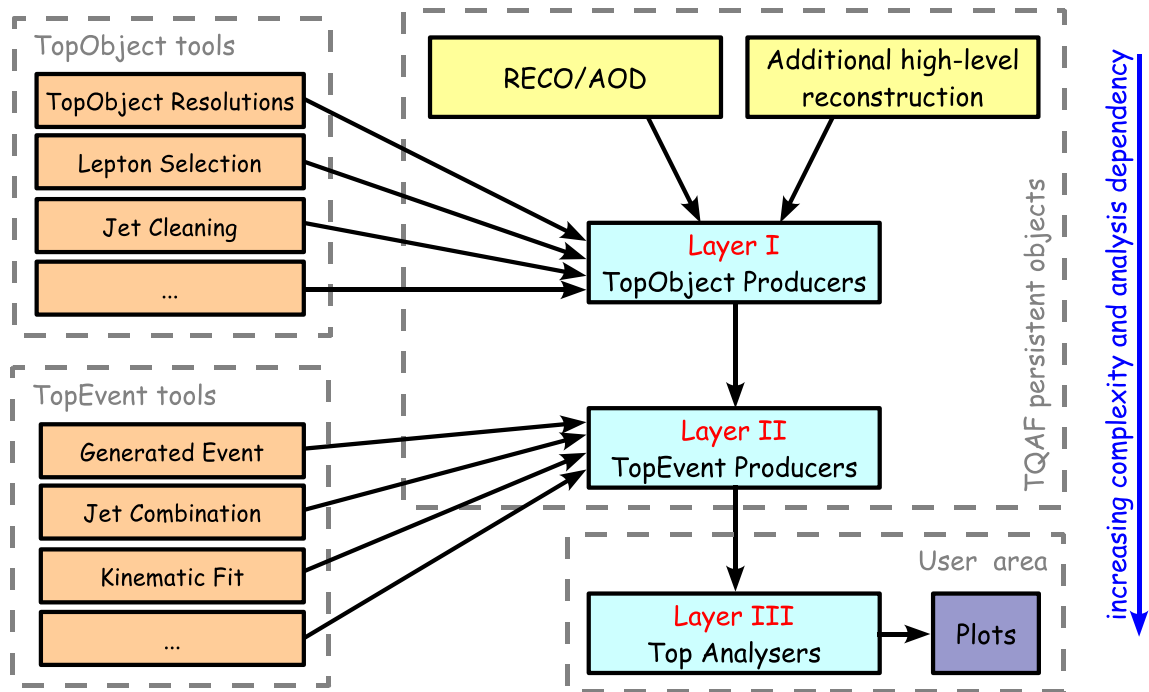 TopObject tools
TopObject Resolutions
Lepton Selection
Jet Cleaning
...
TopEvent tools
Generated Event
Jet Combination
Kinematic Fit
...
RECO/AOD
Additional high-level
reconstruction
Layer I
TopObject Producers
Layer II
TopEvent Producers
TQAF persistent objects
User area
Layer III
Top Analysers
Plots
increasing complexity and analysis dependency